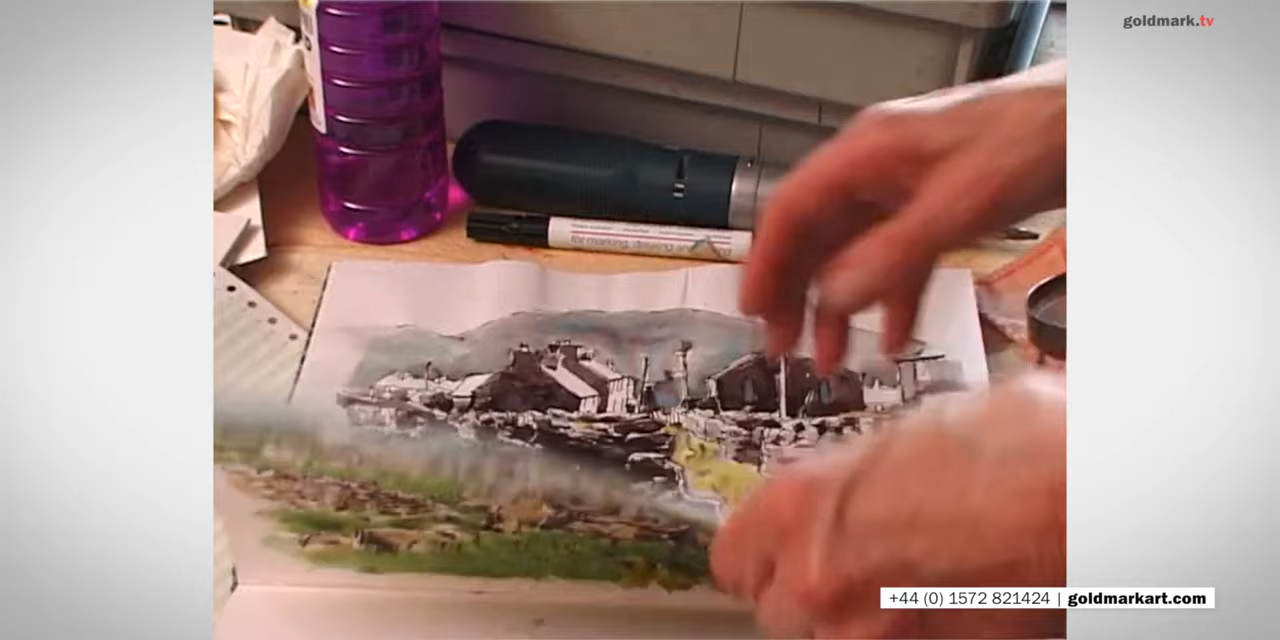 goldmark.tv
for marking, drawing and
+44 (0) 1572 821424 | goldmarkart.com